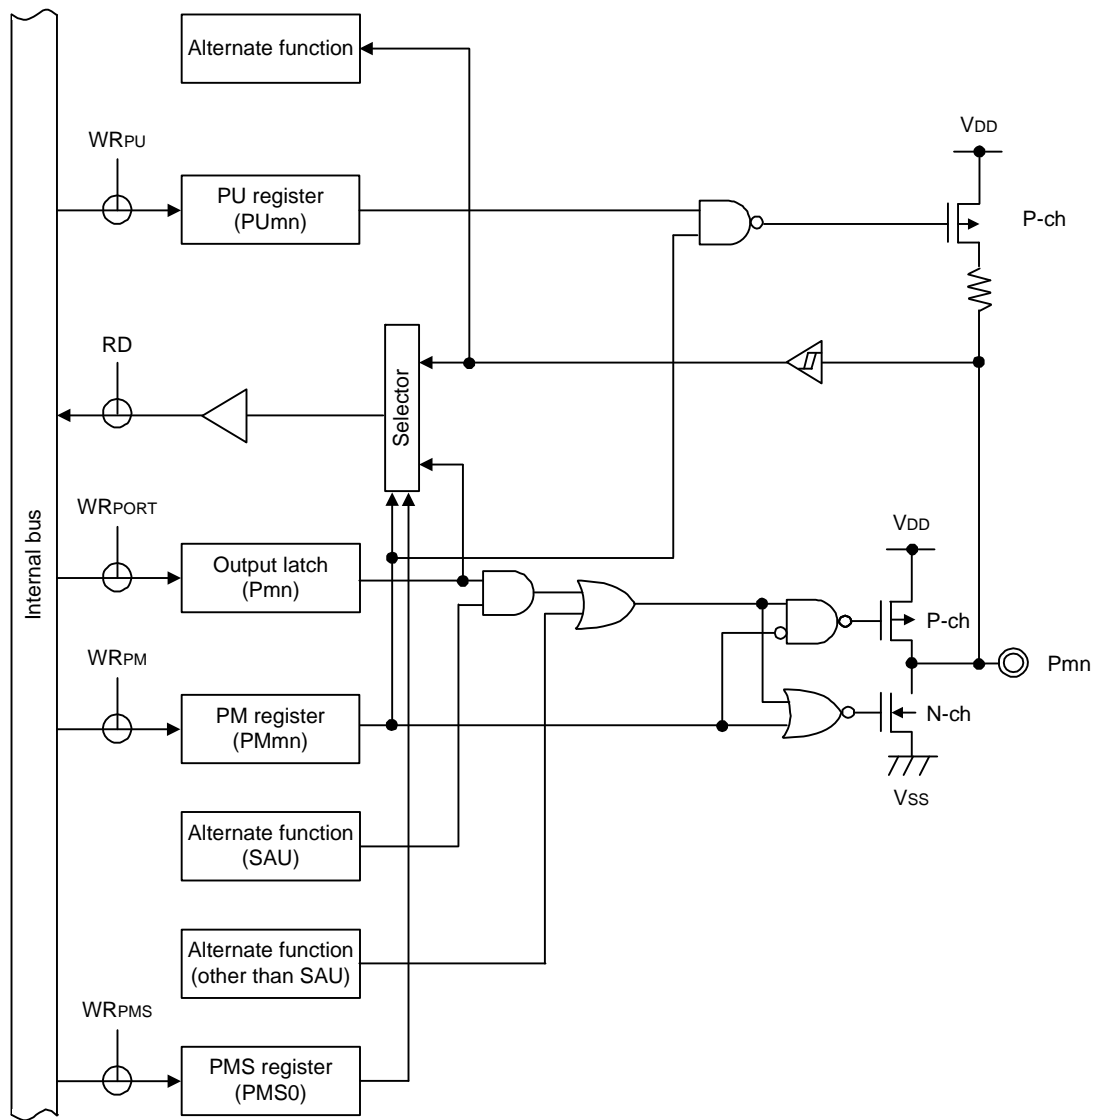 Alternate function
WRPU
VDD
PU register
(PUmn)
P-ch
RD
Selector
Internal bus
WRPORT
VDD
Output latch
(Pmn)
P-ch
Pmn
WRPM
PM register
(PMmn)
N-ch
VSS
Alternate function
(SAU)
Alternate function
(other than SAU)
WRPMS
PMS register
(PMS0)